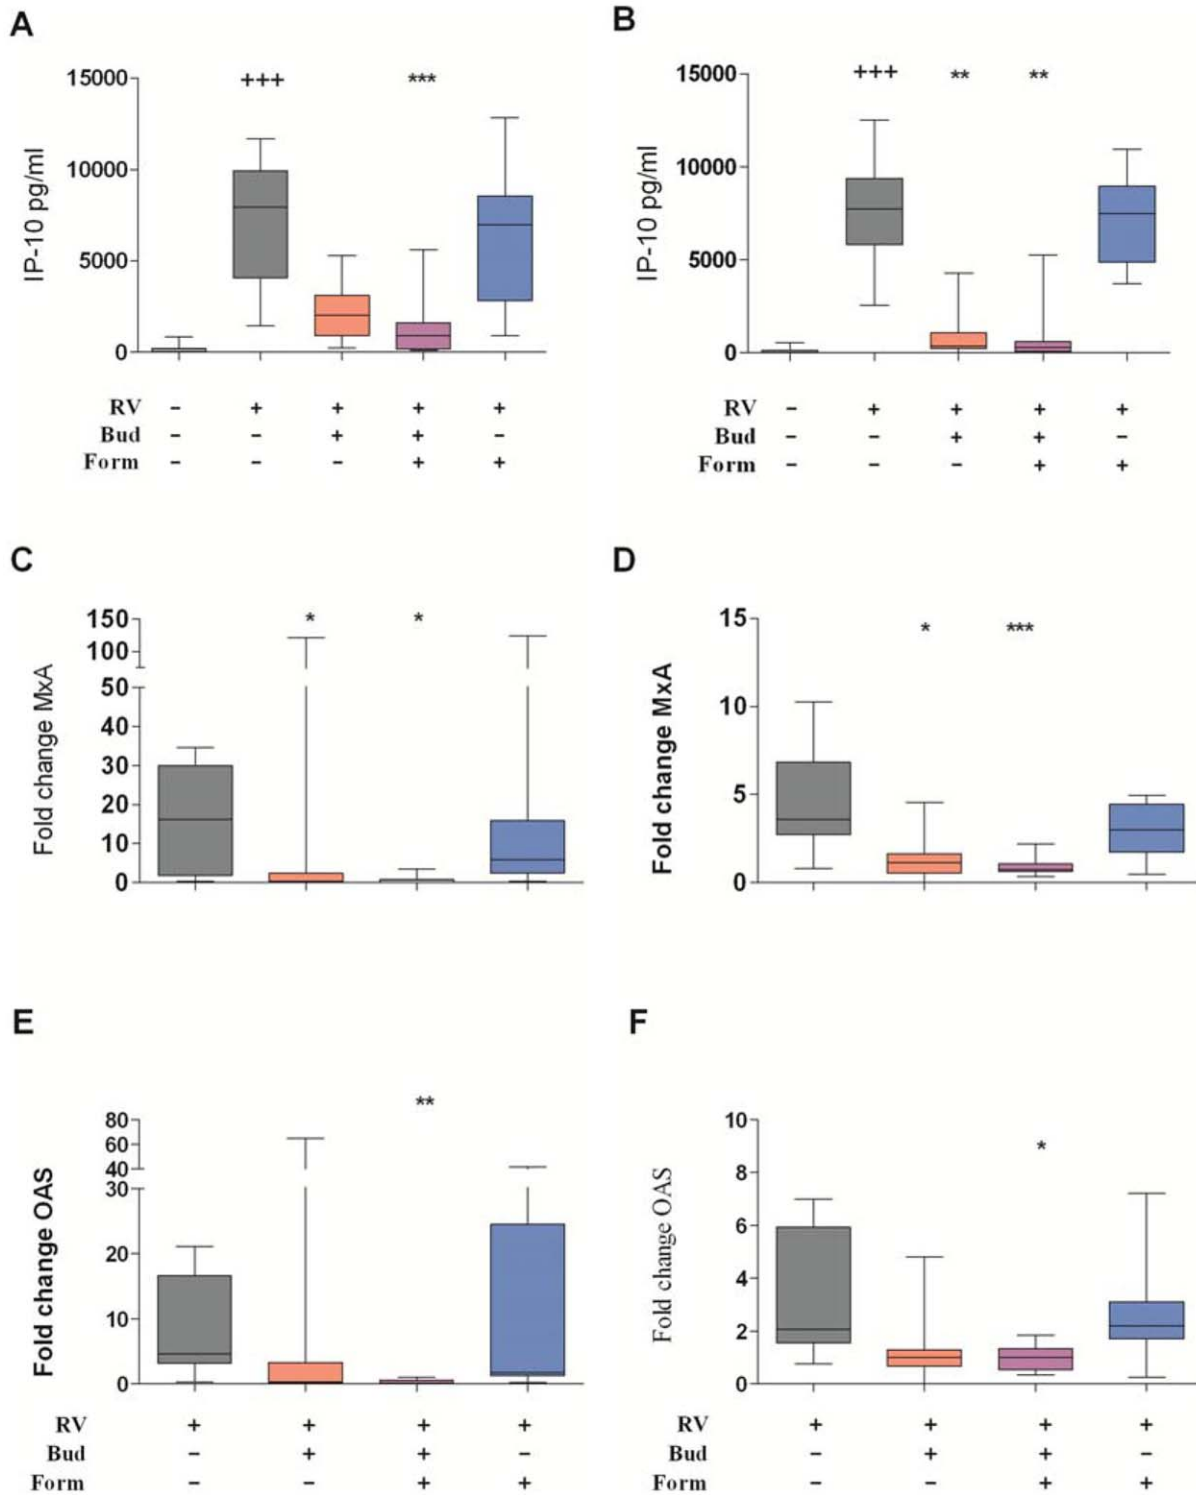 A
IP-10 pg/ml
15000
10000
5000
0
+++
***
RV - + + + +
Bud - - + + -
Form - - - + +
B
IP-10 pg/ml
15000
10000
5000
0
+++
**
**
RV - + + + +
Bud - - + + -
Form - - - + +
C
Fold change MxA
150
100
50
40
30
20
10
0
*
*
D
Fold change MxA
15
10
5
0
*
***
E
Fold change OAS
80
60
40
30
20
10
0
**
RV + + + +
Bud - + + -
Form - - + +
F
Fold change OAS
10
8
6
4
2
0
*
RV + + + +
Bud - + + -
Form - - + +